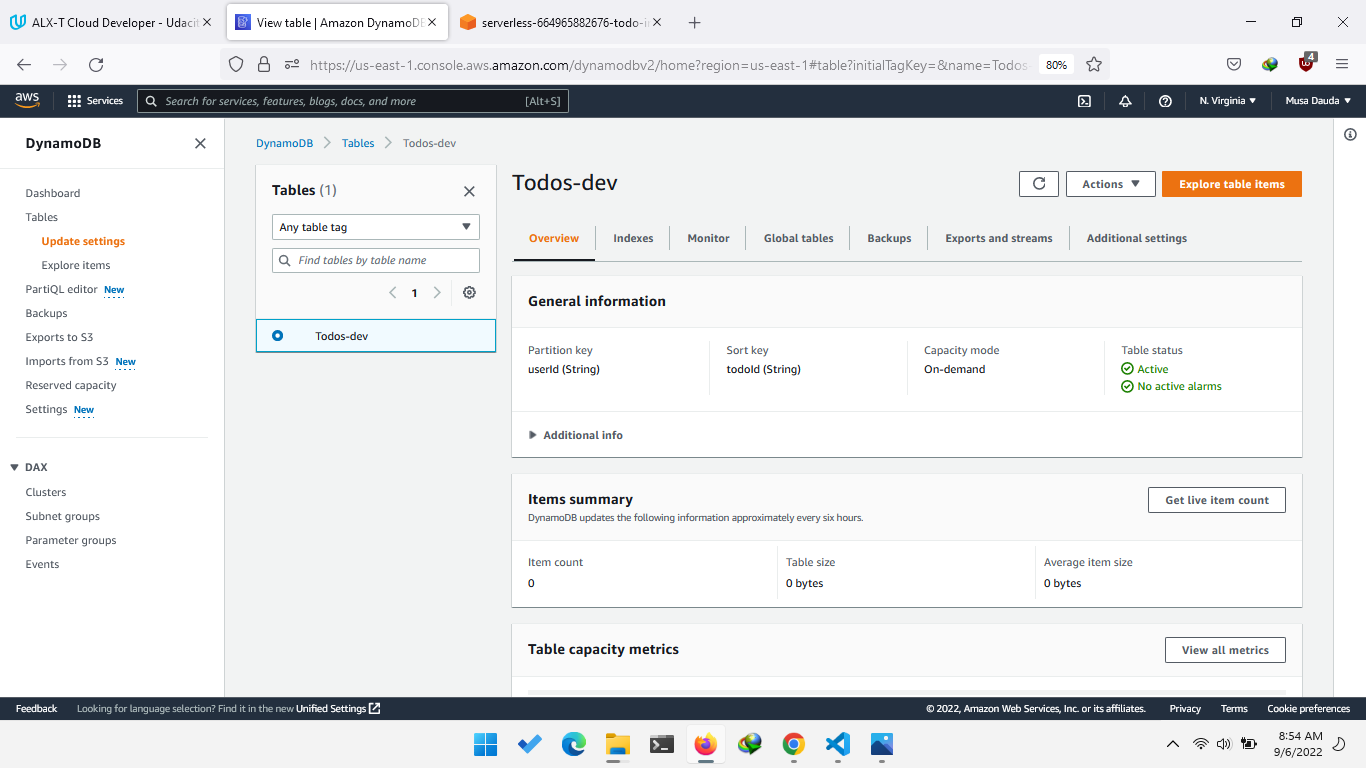 ALX-T Cloud Developer - Udacit
View table | Amazon DynamoDB
serverless-664965882676-todo-i
https://us-east-1.console.aws.amazon.com/dynamodbv2/home?region=us-east-1#table?initialTagKey=&name=Todos
80%
4
aws
Services
Search for services, features, blogs, docs, and more
[Alt+S]
N. Virginia
Musa Dauda
DynamoDB
Dashboard
Tables
Update settings
Explore items
PartiQL editor New
Backups
Exports to S3
Imports from S3 New
Reserved capacity
Settings New
DAX
Clusters
Subnet groups
Parameter groups
Events
DynamoDB
Tables
Todos-dev
Tables (1)
Any table tag
Find tables by table name
1
Todos-dev
Todos-dev
Actions
Explore table items
Overview
Indexes
Monitor
Global tables
Backups
Exports and streams
Additional settings
General information
Partition key
userId (String)
Sort key
todoId (String)
Capacity mode
On-demand
Table status
Active
No active alarms
Additional info
Items summary
DynamoDB updates the following information approximately every six hours.
Get live item count
Item count
0
Table size
0 bytes
Average item size
0 bytes
Table capacity metrics
View all metrics
Feedback
Looking for language selection? Find it in the new Unified Settings
© 2022, Amazon Web Services, Inc. or its affiliates.
Privacy
Terms
Cookie preferences
8:54 AM
9/6/2022